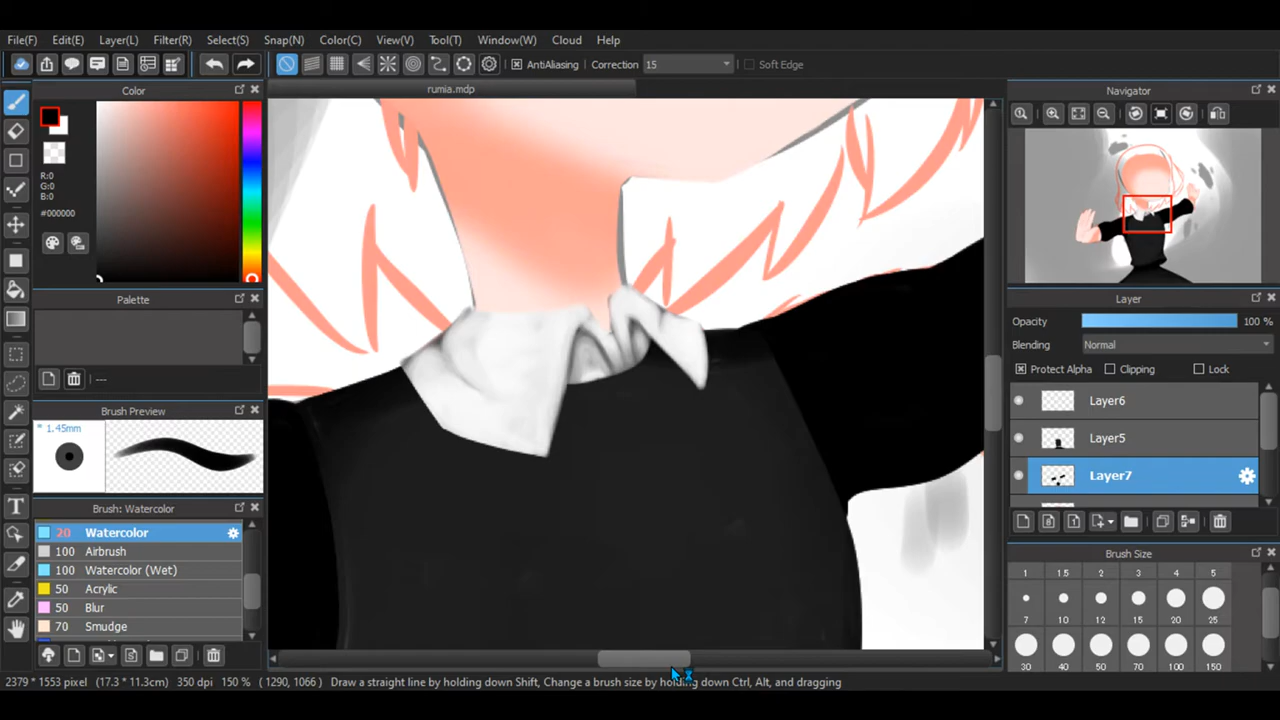 File(F) Edit(E) Layer(L) Filter(R) Select(S) Snap(N) Color(C) View(V) Tool(T) Window(W) Cloud Help
AntiAliasing Correction 15 Soft Edge
Color
rumia.mdp
Navigator
R:0
G:0
B:0
#000000
Palette
---
Brush Preview
* 1.45mm
Brush: Watercolor
20 Watercolor
100 Airbrush
100 Watercolor (Wet)
50 Acrylic
50 Blur
70 Smudge
Layer
Opacity 100 %
Blending Normal
Protect Alpha Clipping Lock
Layer6
Layer5
Layer7
Brush Size
1 1.5 2 3 4 5
7 10 12 15 20 25
30 40 50 70 100 150
2379 * 1553 pixel (17.3 * 11.3cm) 350 dpi 150 % ( 1290, 1066 ) Draw a straight line by holding down Shift, Change a brush size by holding down Ctrl, Alt, and dragging